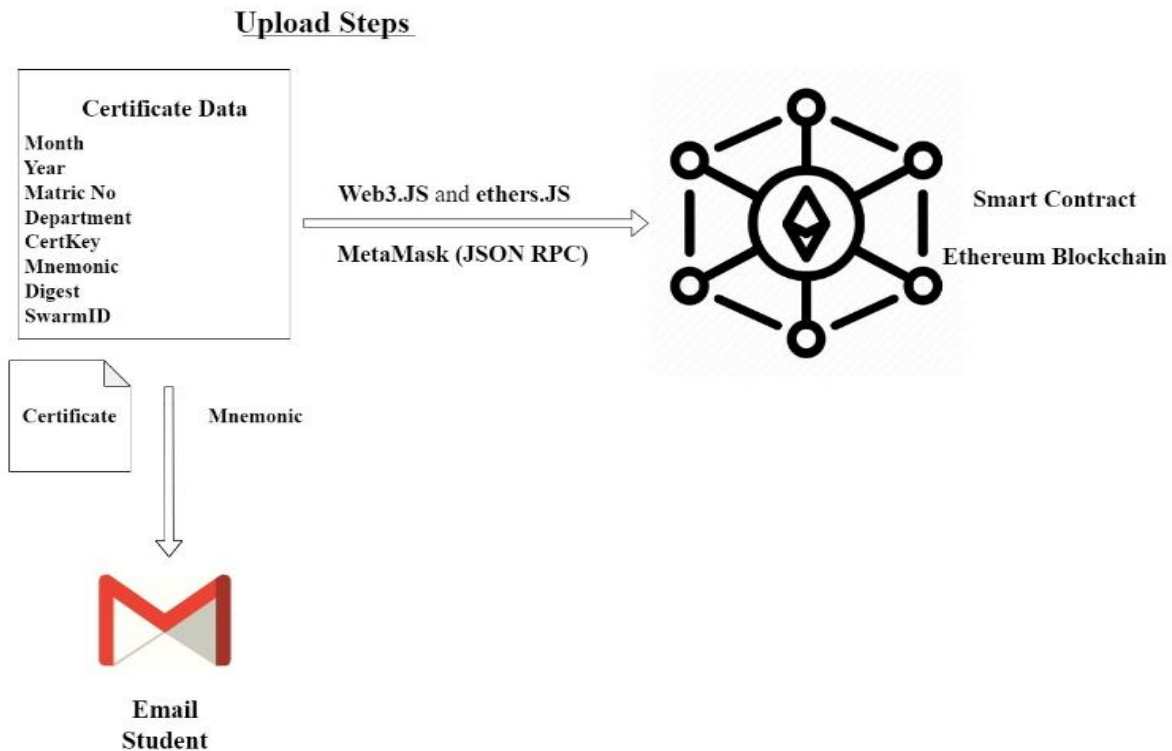 Upload Steps
Certificate Data
Month
Year
Matric No
Department
CertKey
Mnemonic
Digest
SwarmID
Web3.JS and ethers.JS
MetaMask (JSON RPC)
Smart Contract
Ethereum Blockchain
Certificate
Mnemonic
Email
Student